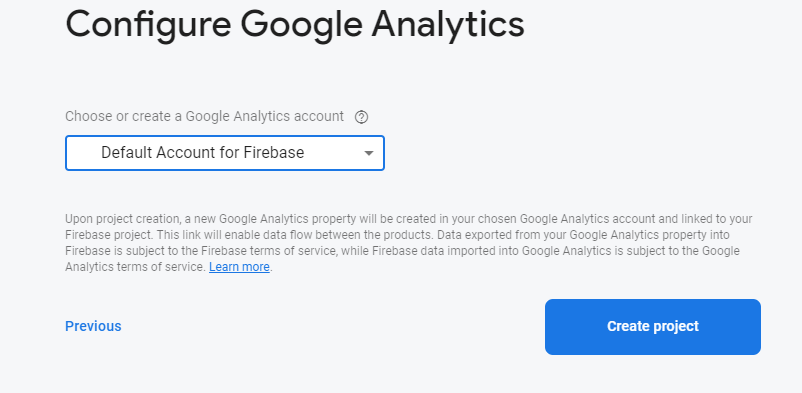 Configure Google Analytics
Choose or create a Google Analytics account
Default Account for Firebase
Upon project creation, a new Google Analytics property will be created in your chosen Google Analytics account and linked to your
Firebase project. This link will enable data flow between the products. Data exported from your Google Analytics property into
Firebase is subject to the Firebase terms of service, while Firebase data imported into Google Analytics is subject to the Google
Analytics terms of service. Learn more.
Previous
Create project